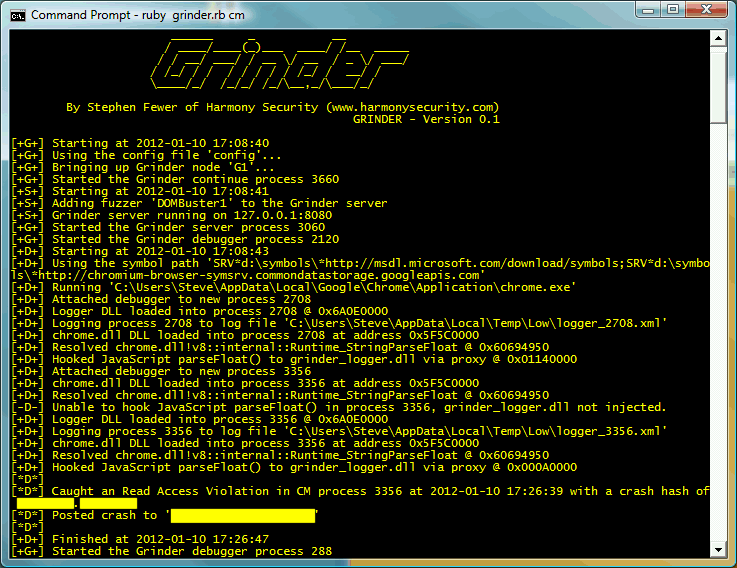 Command Prompt - ruby  grinder.rb cm
Grinder
By Stephen Fewer of Harmony Security (www.harmonysecurity.com)
GRINDER - Version 0.1
[+G+] Starting at 2012-01-10 17:08:40
[+G+] Using the config file 'config'...
[+G+] Bringing up Grinder node 'G1'...
[+G+] Started the Grinder continue process 3660
[+S+] Starting at 2012-01-10 17:08:41
[+S+] Adding fuzzer 'DOMBuster1' to the Grinder server
[+S+] Grinder server running on 127.0.0.1:8080
[+G+] Started the Grinder server process 3060
[+G+] Started the Grinder debugger process 2120
[+D+] Starting at 2012-01-10 17:08:43
[+D+] Using the symbol path 'SRV*d:\symbols\*http://msdl.microsoft.com/download/symbols;SRV*d:\symbo
ls\*http://chromium-browser-symsrv.commondatastorage.googleapis.com'
[+D+] Running 'C:\Users\Steve\AppData\Local\Google\Chrome\Application\chrome.exe'
[+D+] Attached debugger to new process 2708
[+D+] Logger DLL loaded into process 2708 @ 0x6A0E0000
[+D+] Logging process 2708 to log file 'C:\Users\Steve\AppData\Local\Temp\Low\logger_2708.xml'
[+D+] chrome.dll DLL loaded into process 2708 at address 0x5F5C0000
[+D+] Resolved chrome.dll!v8::internal::Runtime_StringParseFloat @ 0x60694950
[+D+] Hooked JavaScript parseFloat() to grinder_logger.dll via proxy @ 0x01140000
[+D+] Attached debugger to new process 3356
[+D+] chrome.dll DLL loaded into process 3356 at address 0x5F5C0000
[+D+] Resolved chrome.dll!v8::internal::Runtime_StringParseFloat @ 0x60694950
[-D-] Unable to hook JavaScript parseFloat() in process 3356, grinder_logger.dll not injected.
[+D+] Logger DLL loaded into process 3356 @ 0x6A0E0000
[+D+] Logging process 3356 to log file 'C:\Users\Steve\AppData\Local\Temp\Low\logger_3356.xml'
[+D+] chrome.dll DLL loaded into process 3356 at address 0x5F5C0000
[+D+] Resolved chrome.dll!v8::internal::Runtime_StringParseFloat @ 0x60694950
[+D+] Hooked JavaScript parseFloat() to grinder_logger.dll via proxy @ 0x000A0000
[*D*]
[*D*] Caught an Read Access Violation in CM process 3356 at 2012-01-10 17:26:39 with a crash hash of
.
[*D*] Posted crash to ' '
[*D*]
[+D+] Finished at 2012-01-10 17:26:47
[+G+] Started the Grinder debugger process 288